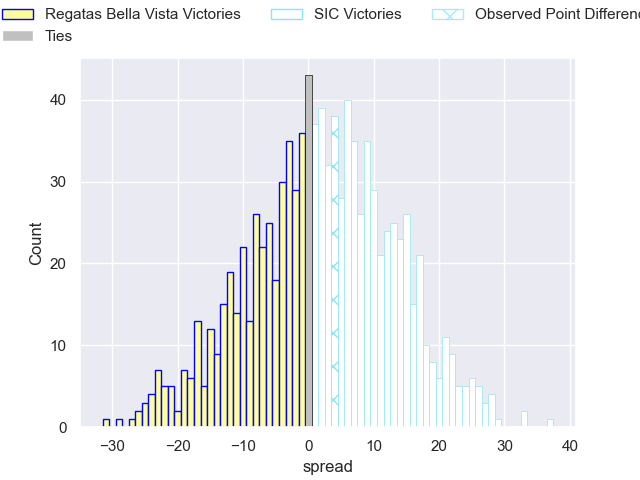 Regatas Bella Vista Victories
SIC Victories
Observed Point Differenc
Ties
Count
40
30
20
10
0
−30
−20
−10
0
10
20
30
40
spread